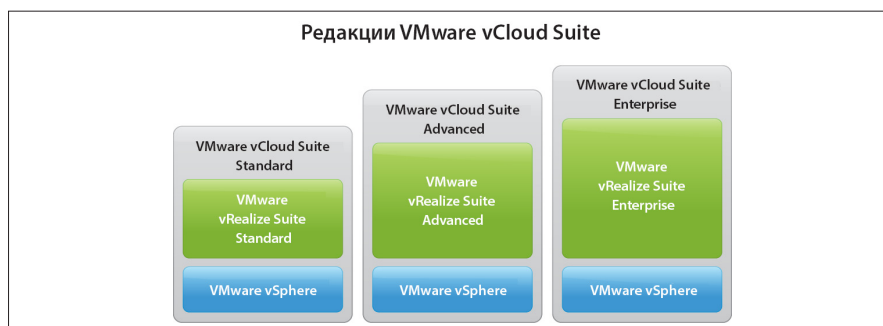 Редакции VMware vCloud Suite
VMware vCloud Suite
Standard
VMware
vRealize Suite
Standard
VMware vSphere
VMware vCloud Suite
Advanced
VMware
vRealize Suite
Advanced
VMware vSphere
VMware vCloud Suite
Enterprise
VMware
vRealize Suite
Enterprise
VMware vSphere